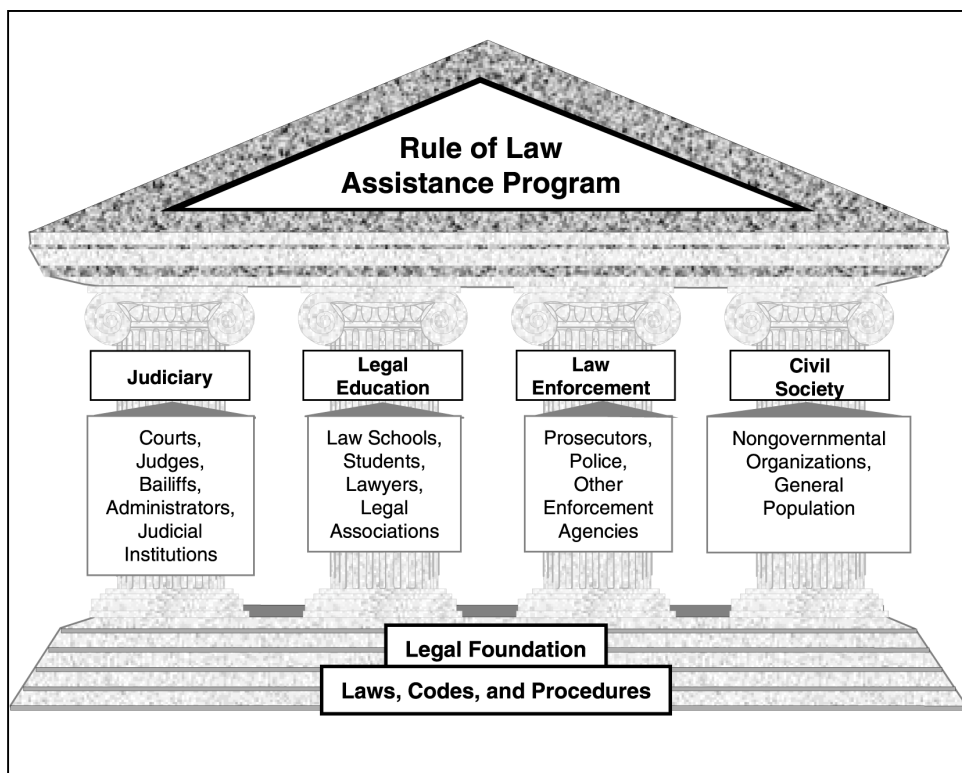 Rule of Law
Assistance Program
Judiciary
Courts,
Judges,
Bailiffs,
Administrators,
Judicial
Institutions
Legal
Education
Law Schools,
Students,
Lawyers,
Legal
Associations
Law
Enforcement
Prosecutors,
Police,
Other
Enforcement
Agencies
Civil
Society
Nongovernmental
Organizations,
General
Population
Legal Foundation
Laws, Codes, and Procedures